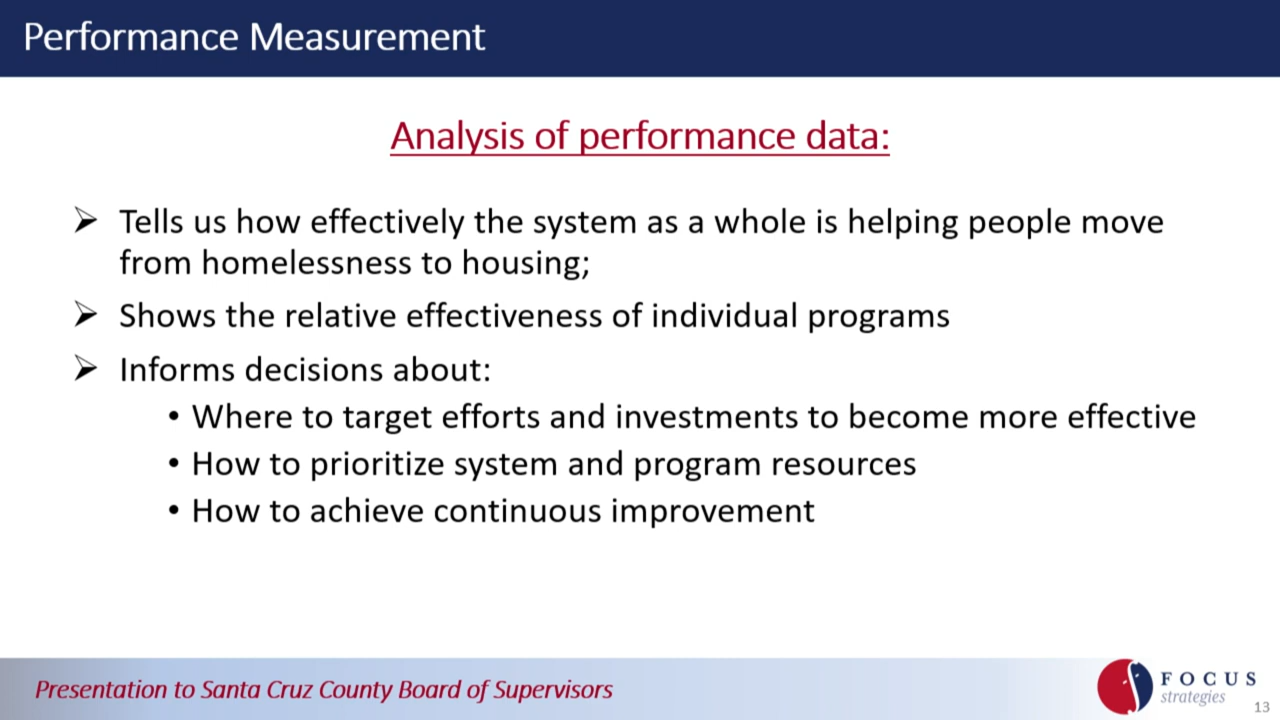 Performance Measurement
Analysis of performance data:
➢ Tells us how effectively the system as a whole is helping people move
from homelessness to housing;
➢ Shows the relative effectiveness of individual programs
➢ Informs decisions about:
• Where to target efforts and investments to become more effective
• How to prioritize system and program resources
• How to achieve continuous improvement
Presentation to Santa Cruz County Board of Supervisors
FOCUS
strategies
13